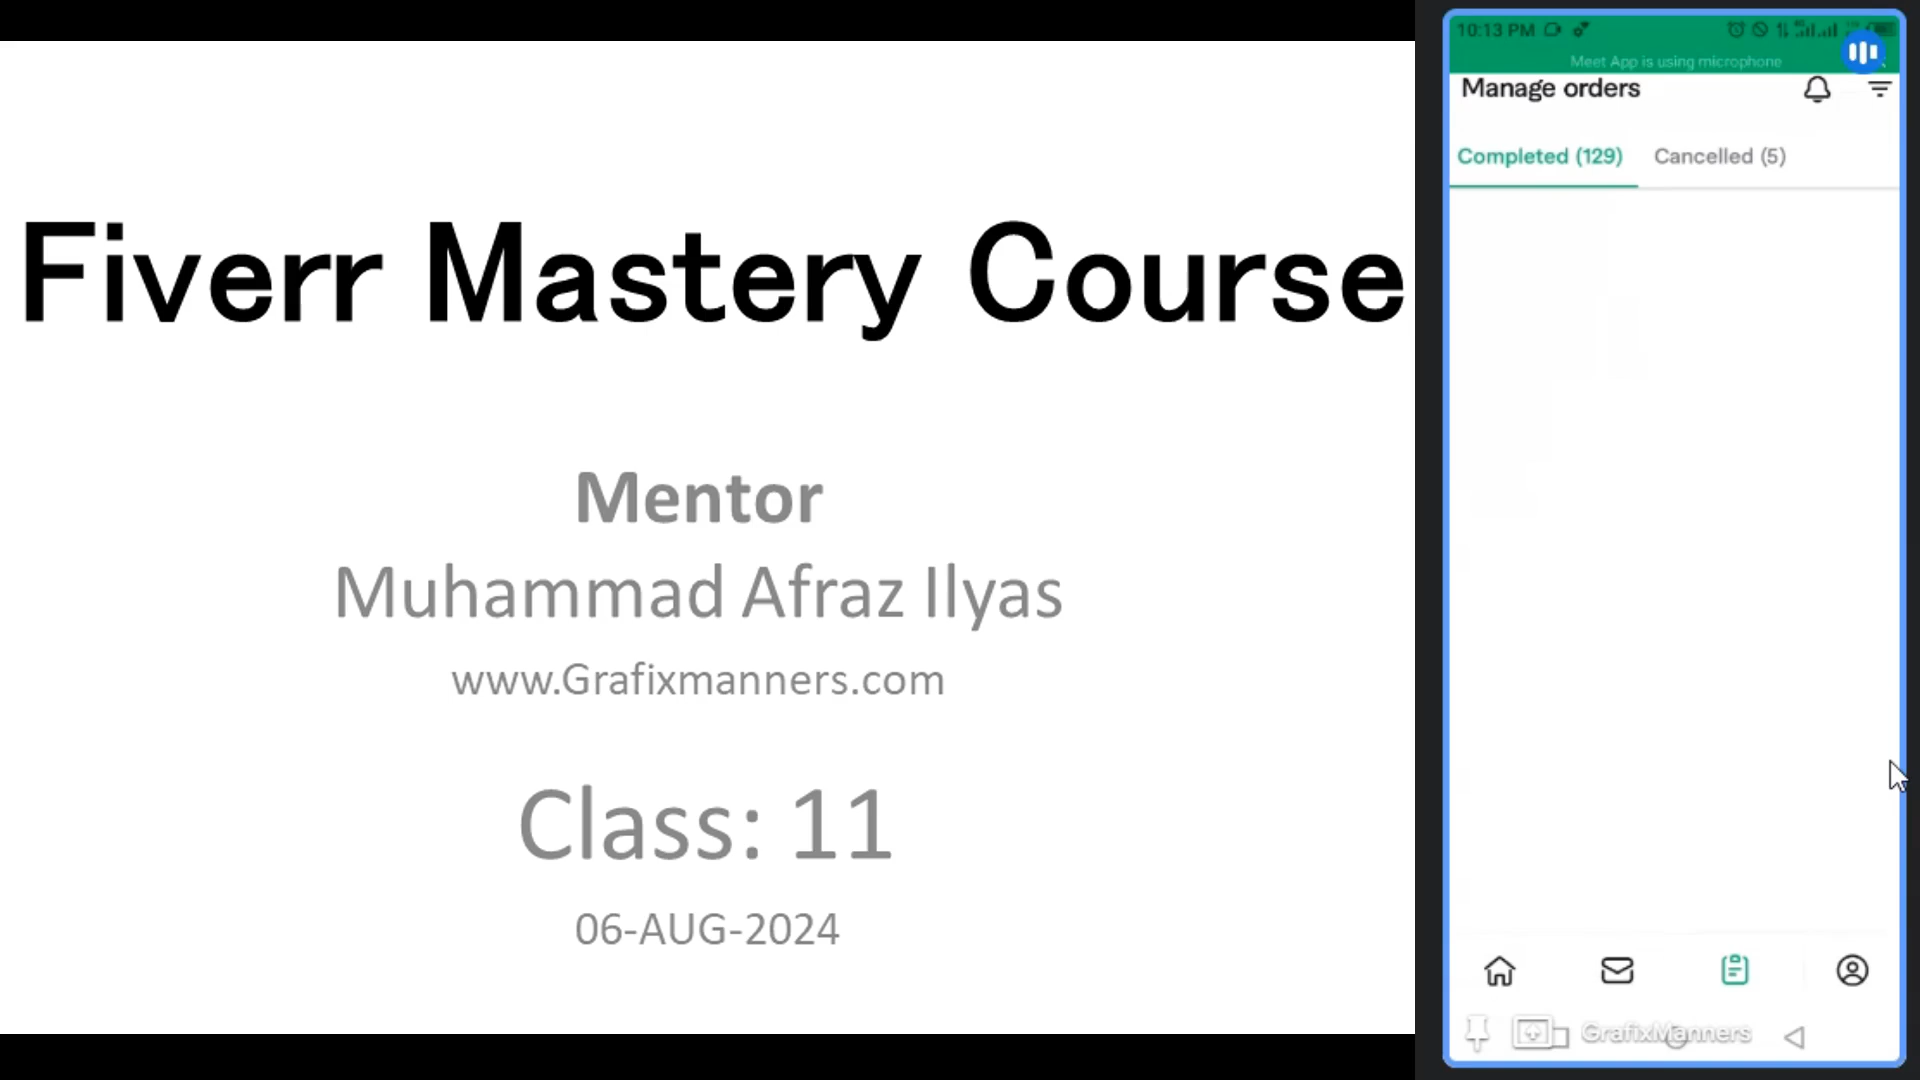 Fiverr Mastery Course
Mentor
Muhammad Afraz Ilyas
www.Grafixmanners.com
Class: 11
06-AUG-2024
10:13 PM
Meet App is using microphone
Manage orders
Completed (129)
Cancelled (5)
GrafixManners